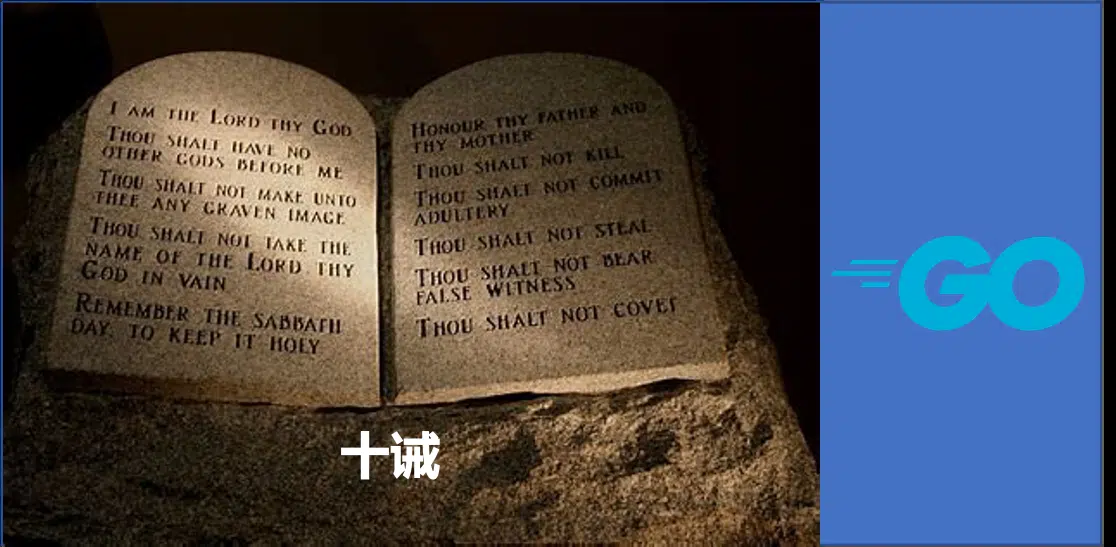 I AM THE LORD THY GOD
THOU SHALT HAVE NO
OTHER GODS BEFORE ME
THOU SHALT NOT MAKE UNTO
THEE ANY GRAVEN IMAGE
THOU SHALT NOT TAKE THE
NAME OF THE LORD THY
GOD IN VAIN
REMEMBER THE SABBATH
DAY, TO KEEP IT HOLY
HONOUR THY FATHER AND
THY MOTHER
THOU SHALT NOT KILL
THOU SHALT NOT COMMIT
ADULTERY
THOU SHALT NOT STEAL
THOU SHALT NOT BEAR
FALSE WITNESS
THOU SHALT NOT COVET
十诫
GO